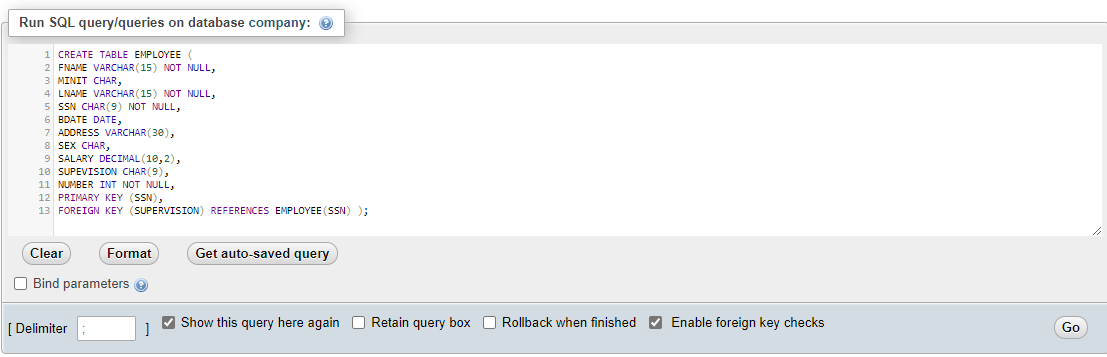 Run SQL query/queries on database company:
1 CREATE TABLE EMPLOYEE (
2 FNAME VARCHAR(15) NOT NULL,
3 MINIT CHAR,
4 LNAME VARCHAR(15) NOT NULL,
5 SSN CHAR(9) NOT NULL,
6 BDATE DATE,
7 ADDRESS VARCHAR(30),
8 SEX CHAR,
9 SALARY DECIMAL(10,2),
10 SUPEVISION CHAR(9),
11 NUMBER INT NOT NULL,
12 PRIMARY KEY (SSN),
13 FOREIGN KEY (SUPERVISION) REFERENCES EMPLOYEE(SSN) );
Clear Format Get auto-saved query
Bind parameters
[ Delimiter ; ] Show this query here again Retain query box Rollback when finished Enable foreign key checks Go